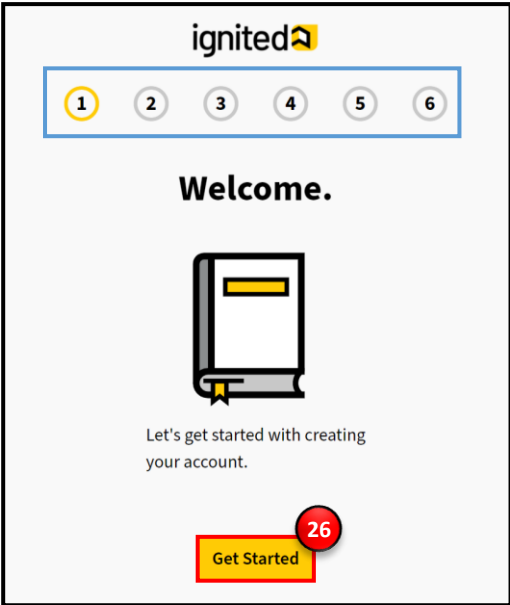 ignited
1 2 3 4 5 6
Welcome.
Let's get started with creating
your account.
26
Get Started